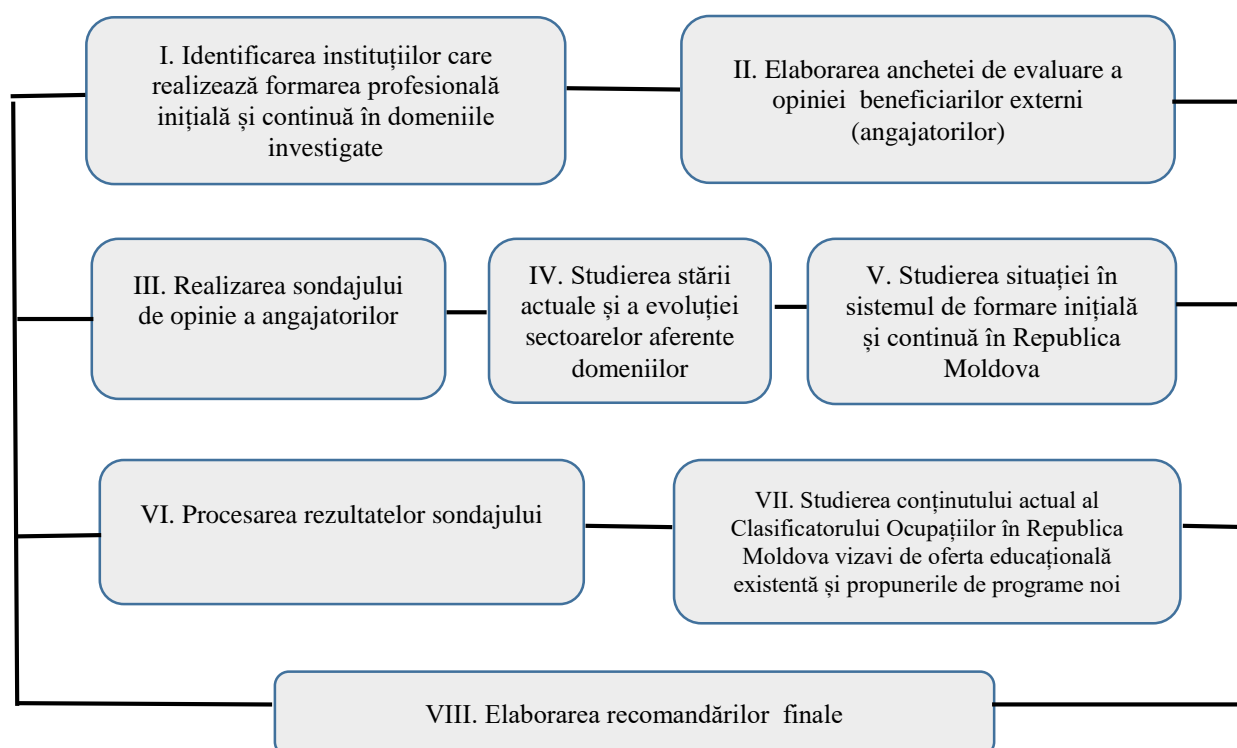 I. Identificarea instituțiilor care
realizează formarea profesională
inițială și continuă în domeniile
investigate
II. Elaborarea anchetei de evaluare a
opiniei beneficiarilor externi
(angajatorilor)
III. Realizarea sondajului
de opinie a angajatorilor
IV. Studierea stării
actuale și a evoluției
sectoarelor aferente
domeniilor
V. Studierea situației în
sistemul de formare inițială
și continuă în Republica
Moldova
VI. Procesarea rezultatelor sondajului
VII. Studierea conținutului actual al
Clasificatorului Ocupațiilor în Republica
Moldova vizavi de oferta educațională
existentă și propunerile de programe noi
VIII. Elaborarea recomandărilor finale